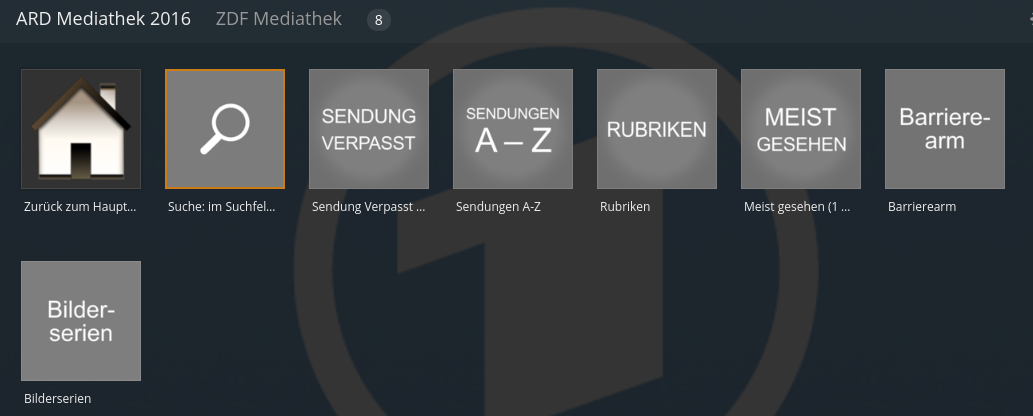 ARD Mediathek 2016 ZDF Mediathek 8
SENDUNG
VERPASST
SENDUNGEN
A – Z
RUBRIKEN
MEIST
GESEHEN
Barriere-
arm
Zurück zum Haupt...
Suche: im Suchfel...
Sendung Verpasst ...
Sendungen A-Z
Rubriken
Meist gesehen (1 ...
Barrierearm
Bilder-
serien
Bilderserien